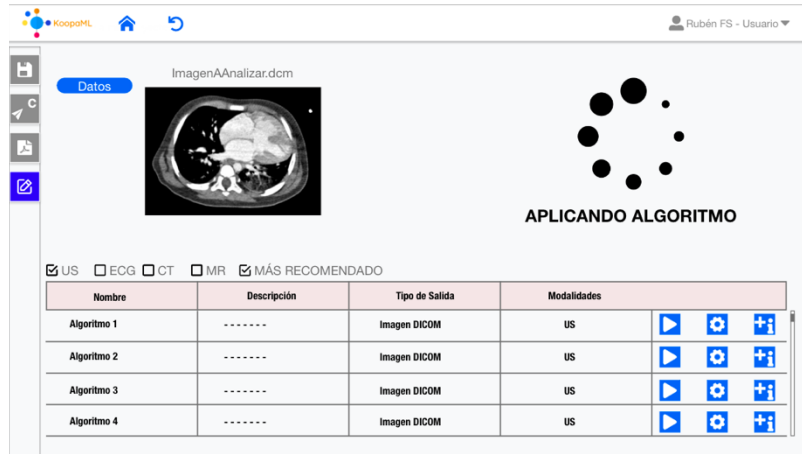 KoopaML
Rubén FS - Usuario
C
Datos
ImagenAAnalizar.dcm
APLICANDO ALGORITMO
US ECG CT MR MÁS RECOMENDADO
Nombre Descripción Tipo de Salida Modalidades
Algoritmo 1 - - - - - - - Imagen DICOM US
Algoritmo 2 - - - - - - - Imagen DICOM US
Algoritmo 3 - - - - - - - Imagen DICOM US
Algoritmo 4 - - - - - - - Imagen DICOM US